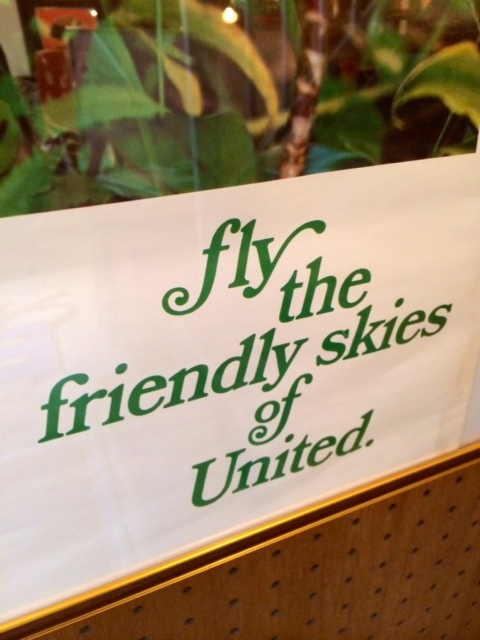 fly
the
friendly skies
of
United.